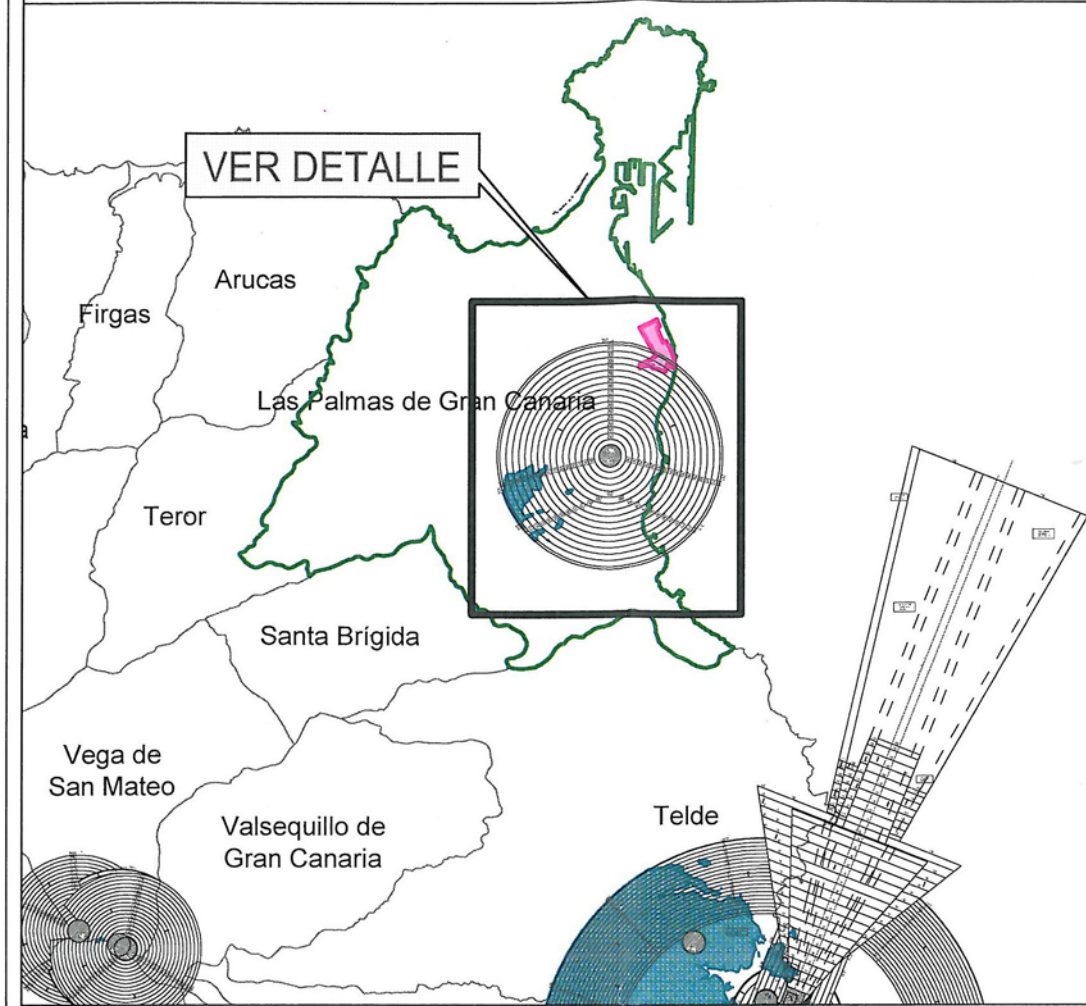 VER DETALLE
Arucas
Firgas
Las Palmas de Gran Canaria
Teror
Santa Brígida
Vega de
San Mateo
Valsequillo de
Gran Canaria
Telde